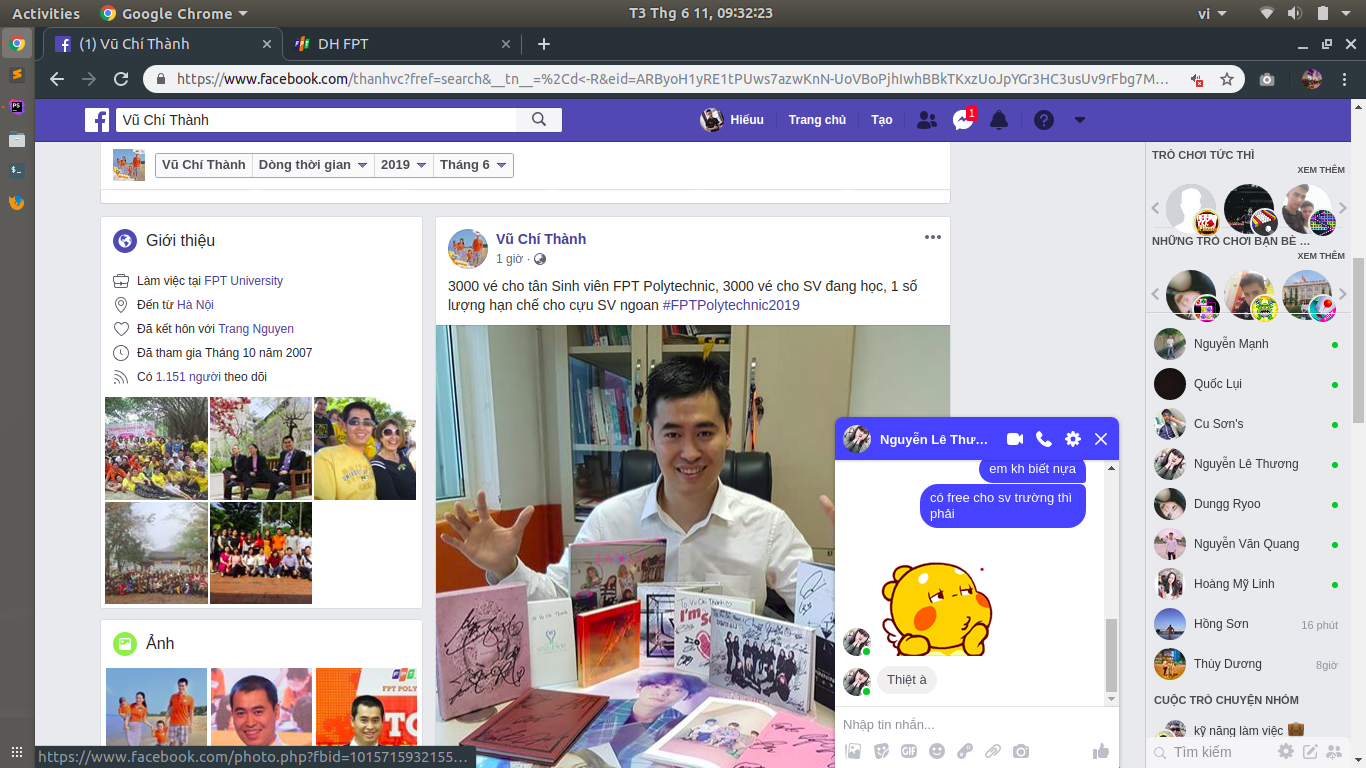 Activities
Google Chrome
T3 Thg 6 11, 09:32:23
vi
(1) Vũ Chí Thành
DH FPT
https://www.facebook.com/thanhvc?fref=search&__tn__=%2Cd<-R&eid=ARByoH1yRE1tPUws7azwKnN-UoVBoPjhIwhBBkTKxzUoJpYGr3HC3usUv9rFbg7M…
Vũ Chí Thành
Hiếuu
Trang chủ
Tạo
1
Vũ Chí Thành
Dòng thời gian
2019
Tháng 6
Giới thiệu
Làm việc tại FPT University
Đến từ Hà Nội
Đã kết hôn với Trang Nguyen
Đã tham gia Tháng 10 năm 2007
Có 1.151 người theo dõi
Ảnh
FPT
FPT POLY
Vũ Chí Thành
1 giờ ·
3000 vé cho tân Sinh viên FPT Polytechnic, 3000 vé cho SV đang học, 1 số
lượng hạn chế cho cựu SV ngoan #FPTPolytechnic2019
Nguyễn Lê Thư…
em kh biết nựa
có free cho sv trường thì
phải
Thiệt à
Nhập tin nhắn...
GIF
TRÒ CHƠI TỨC THÌ
XEM THÊM
NHỮNG TRÒ CHƠI BẠN BÈ …
XEM THÊM
Nguyễn Mạnh
Quốc Lụi
Cu Sơn's
Nguyễn Lê Thương
Dungg Ryoo
Nguyễn Văn Quang
Hoàng Mỹ Linh
Hồng Sơn
16 phút
Thùy Dương
8giờ
CUỘC TRÒ CHUYỆN NHÓM
kỹ năng làm việc
Tìm kiếm
https://www.facebook.com/photo.php?fbid=1015715932155…